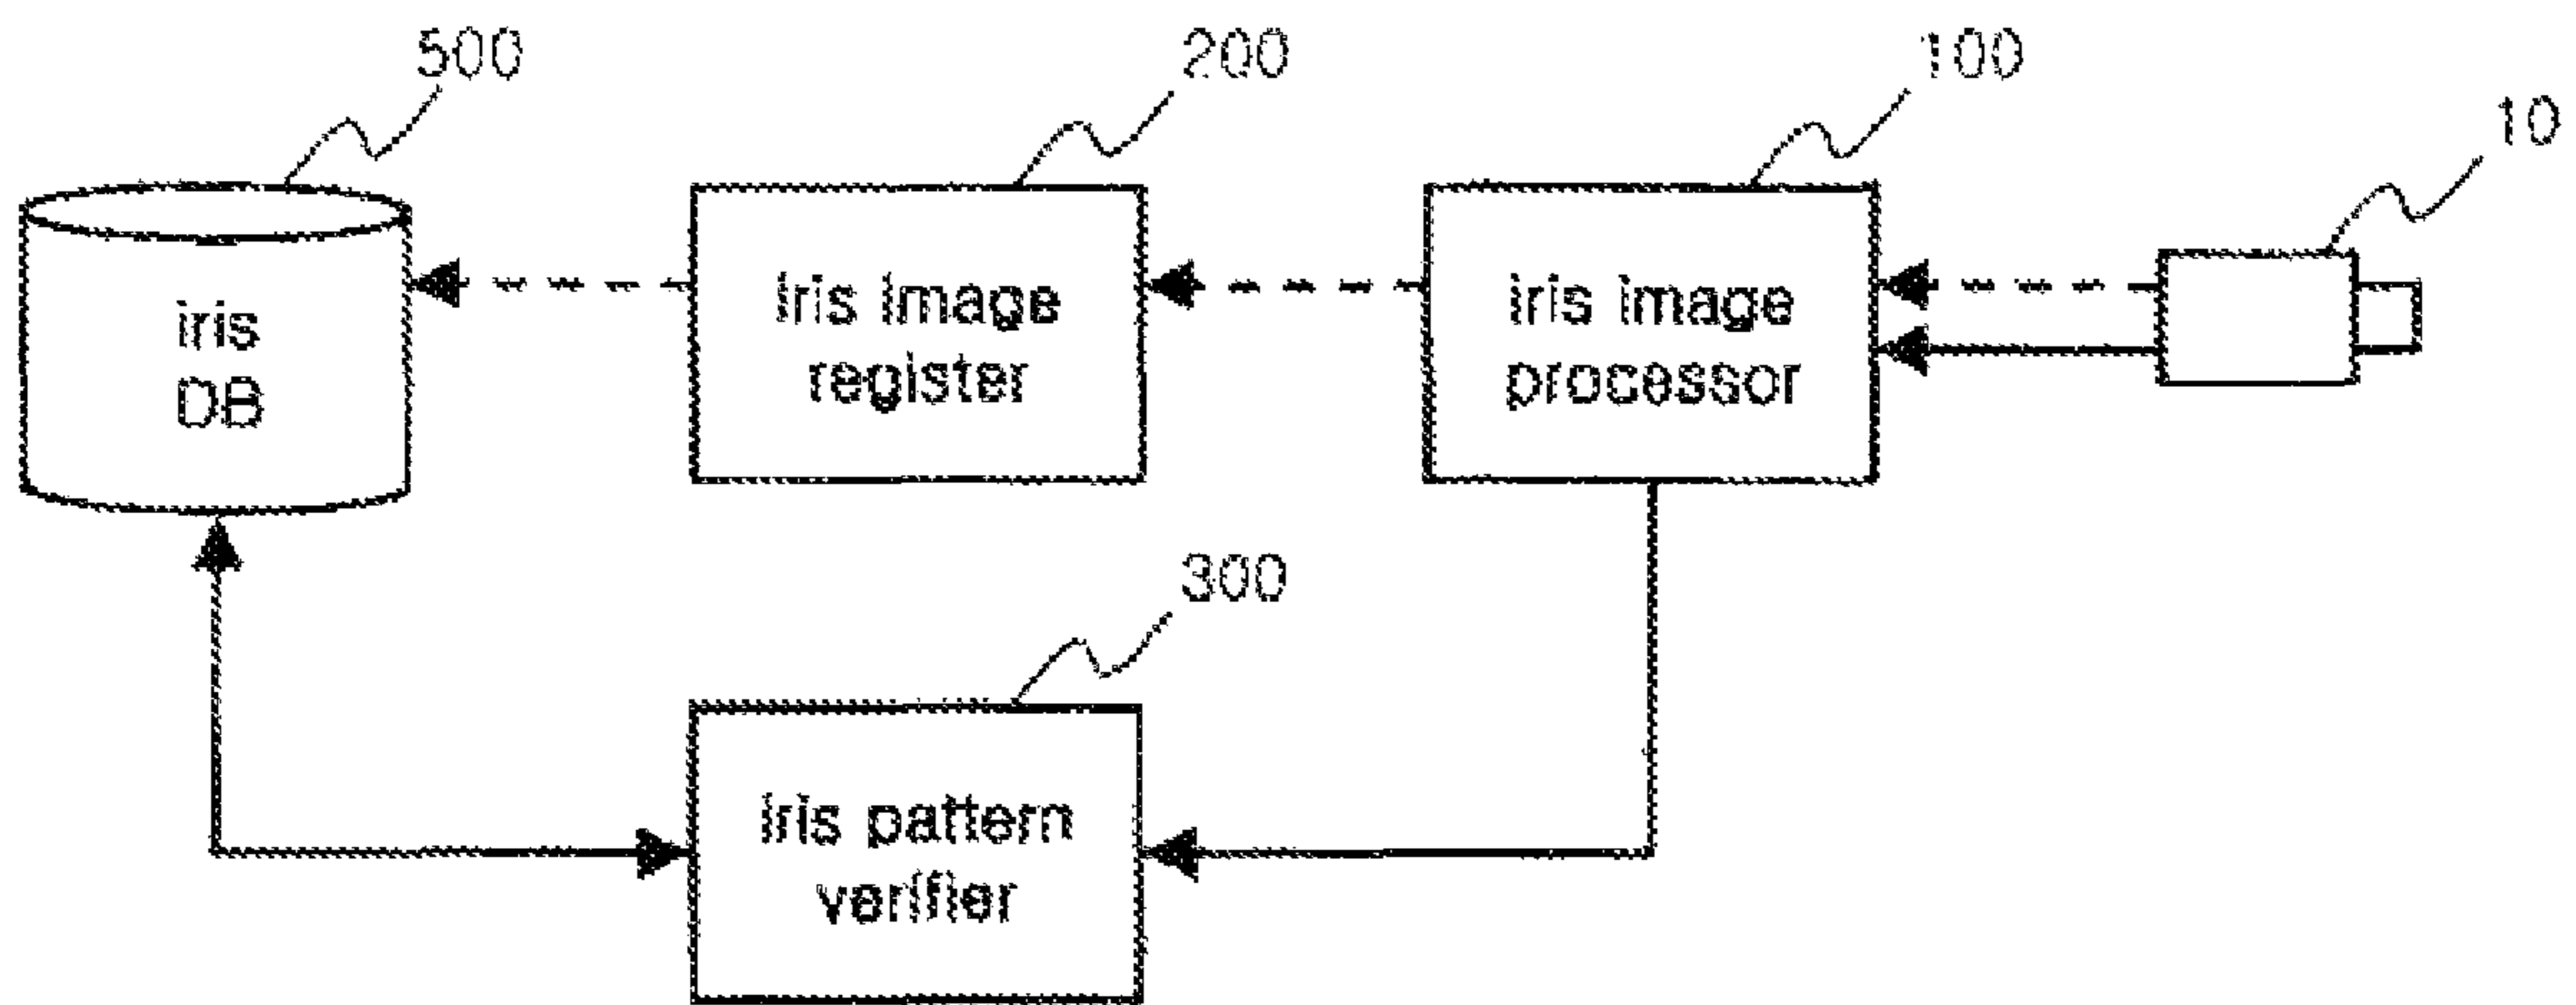 500
200
100
10
iris
DB
iris image
register
iris image
processor
300
iris pattern
verifier